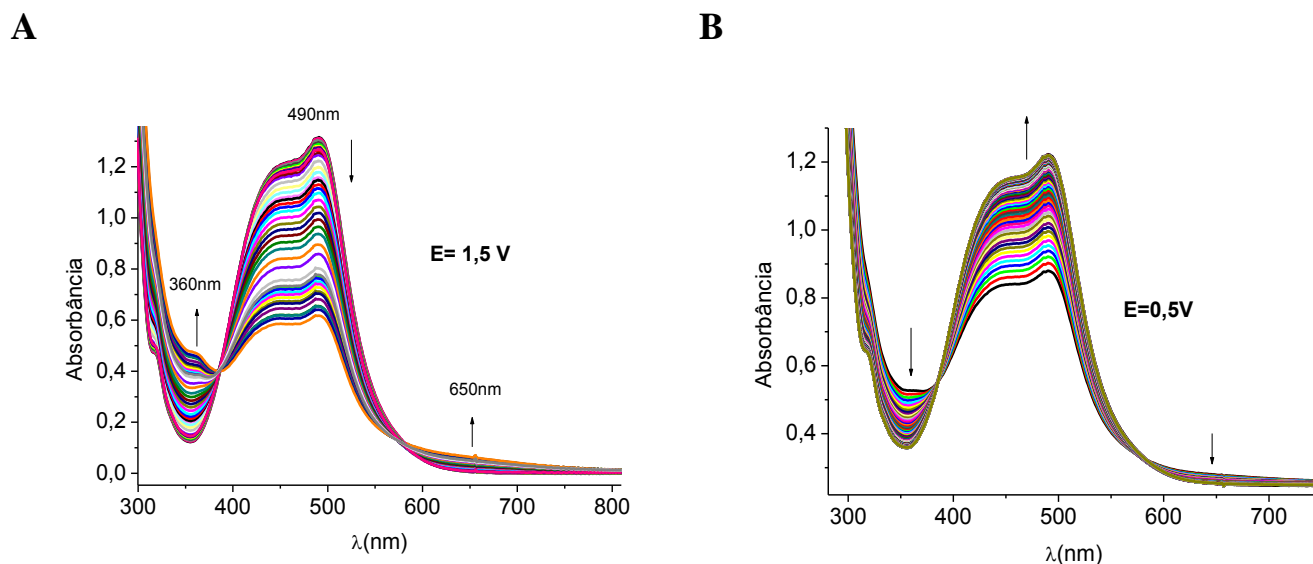 A
B
490nm
360nm
650nm
E= 1,5 V
Absorbância
1,2
1,0
0,8
0,6
0,4
0,2
0,0
300 400 500 600 700 800
λ(nm)
E=0,5V
Absorbância
1,2
1,0
0,8
0,6
0,4
300 400 500 600 700
λ(nm)